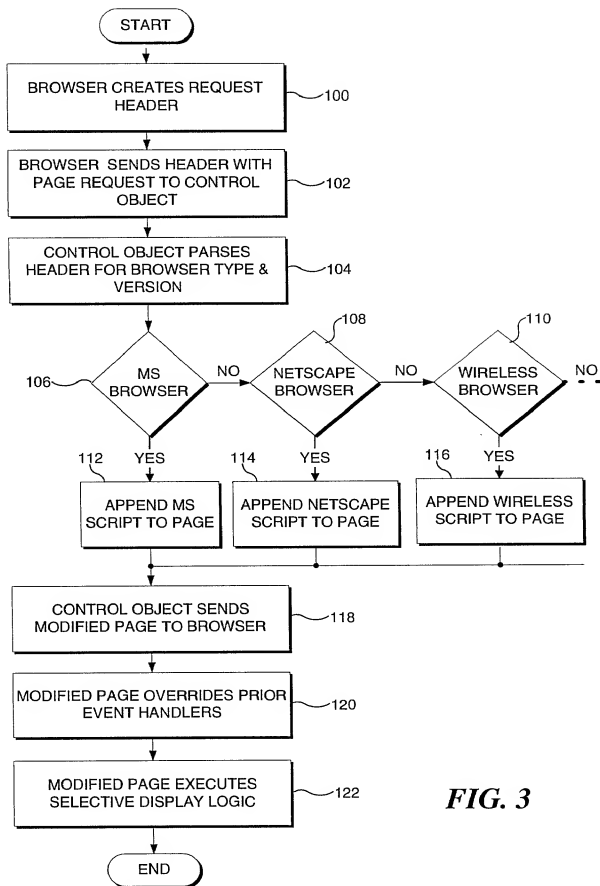 START
BROWSER CREATES REQUEST
HEADER
100
BROWSER SENDS HEADER WITH
PAGE REQUEST TO CONTROL
OBJECT
102
CONTROL OBJECT PARSES
HEADER FOR BROWSER TYPE &
VERSION
104
106
MS
BROWSER
NO
108
NETSCAPE
BROWSER
NO
110
WIRELESS
BROWSER
NO
YES
YES
YES
112
APPEND MS
SCRIPT TO PAGE
114
APPEND NETSCAPE
SCRIPT TO PAGE
116
APPEND WIRELESS
SCRIPT TO PAGE
CONTROL OBJECT SENDS
MODIFIED PAGE TO BROWSER
118
MODIFIED PAGE OVERRIDES PRIOR
EVENT HANDLERS
120
MODIFIED PAGE EXECUTES
SELECTIVE DISPLAY LOGIC
122
FIG. 3
END